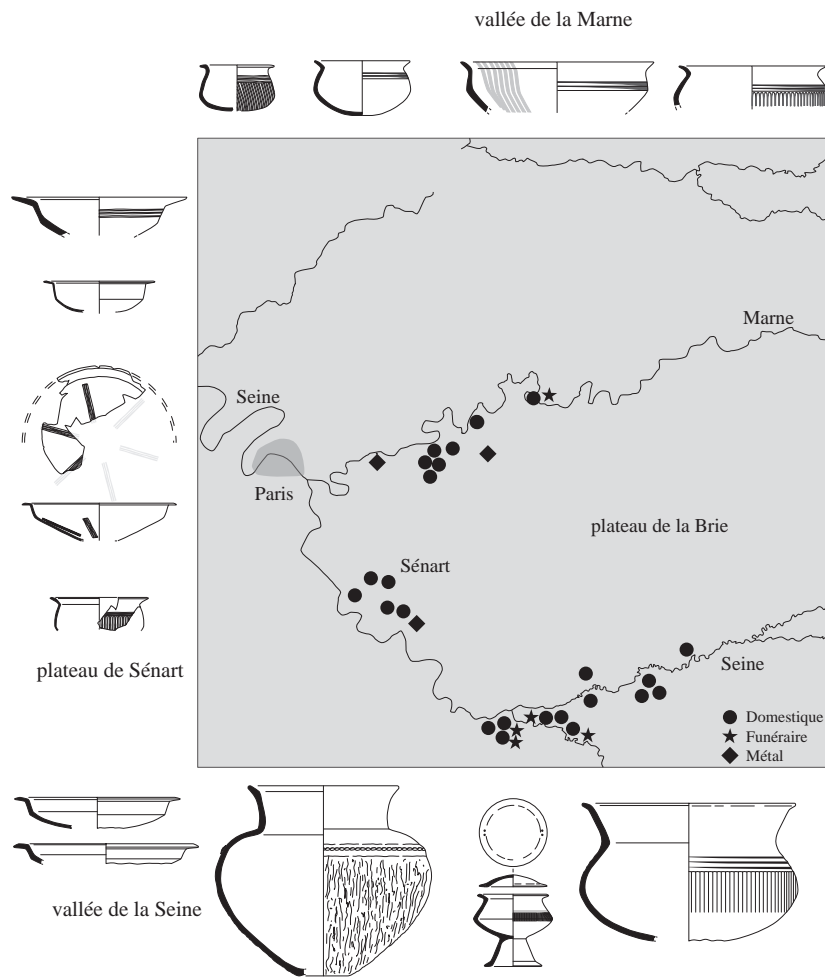 vallée de la Marne
Marne
Seine
Paris
plateau de la Brie
Sénart
plateau de Sénart
Seine
Domestique
Funéraire
Métal
vallée de la Seine